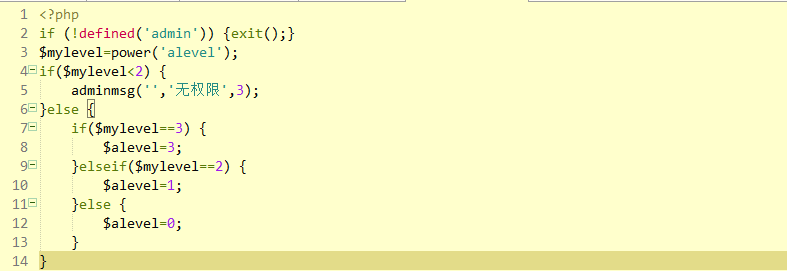 1 <?php
2 if (!defined('admin')) {exit();}
3 $mylevel=power('alevel');
4 if($mylevel<2) {
5     adminmsg('','无权限',3);
6 }else {
7     if($mylevel==3) {
8         $alevel=3;
9     }elseif($mylevel==2) {
10         $alevel=1;
11     }else {
12         $alevel=0;
13     }
14 }